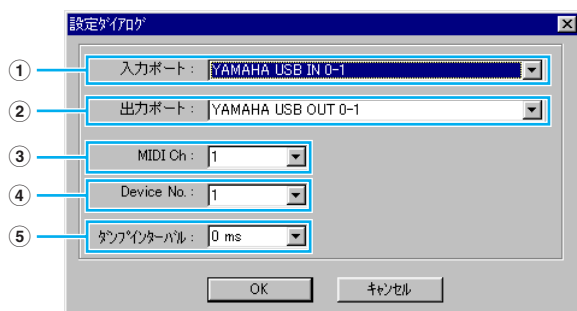 設定ﾀﾞｲｱﾛｸﾞ
① 入力ポート： YAMAHA USB IN 0-1
② 出力ポート： YAMAHA USB OUT 0-1
③ MIDI Ch： 1
④ Device No.： 1
⑤ ﾀﾞﾝﾌﾟｲﾝﾀｰﾊﾞﾙ： 0 ms
OK ｷｬﾝｾﾙ